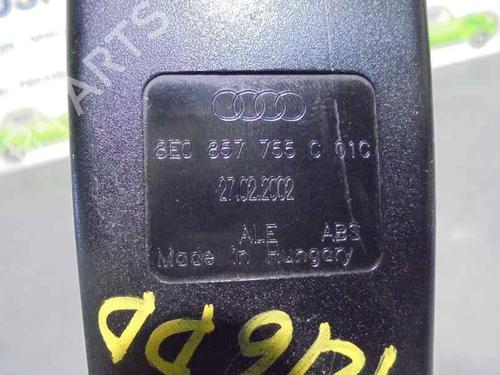 PARTS
8E0 857 755 C 01C
27.02.2002
ALE ABS
Made in Hungary